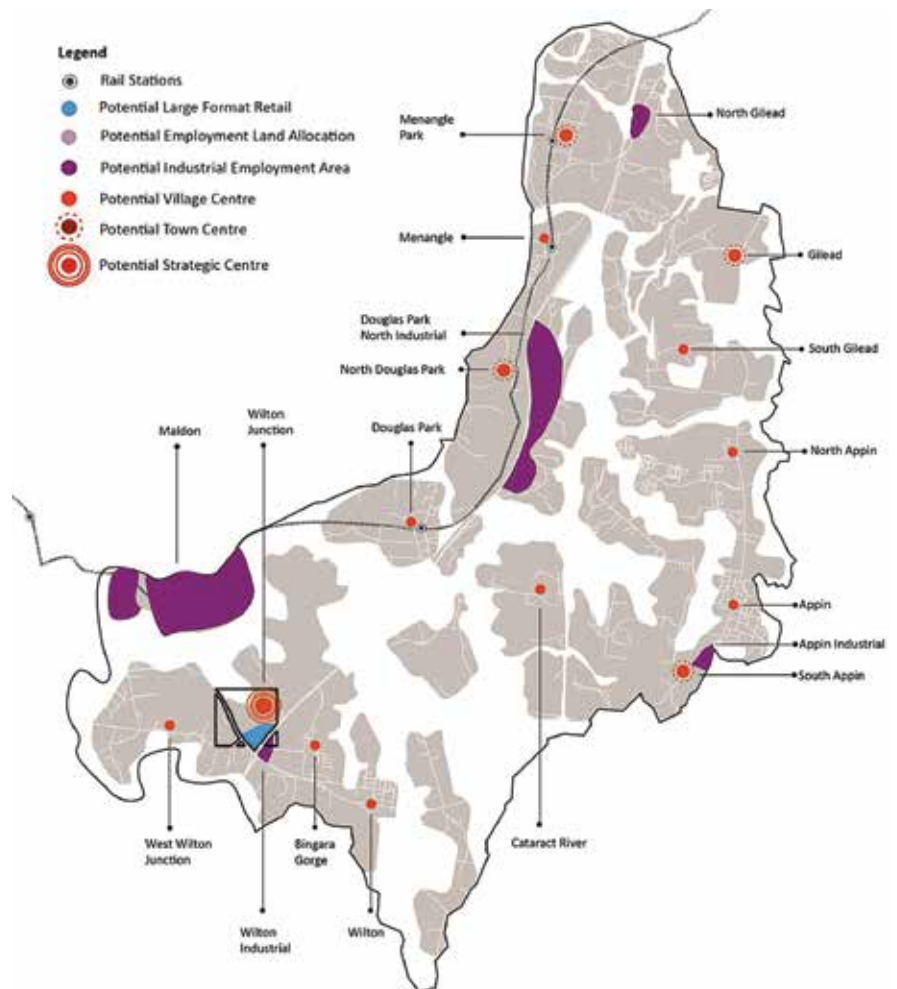 Legend
Rail Stations
Potential Large Format Retail
Potential Employment Land Allocation
Potential Industrial Employment Area
Potential Village Centre
Potential Town Centre
Potential Strategic Centre
Menangle
Park
North Gilead
Menangle
Gilead
Douglas Park
North Industrial
South Gilead
North Douglas Park
Wilton
Junction
Maldon
Douglas Park
North Appin
Appin
Appin Industrial
South Appin
West Wilton
Junction
Bingara
Gorge
Cataract River
Wilton
Industrial
Wilton